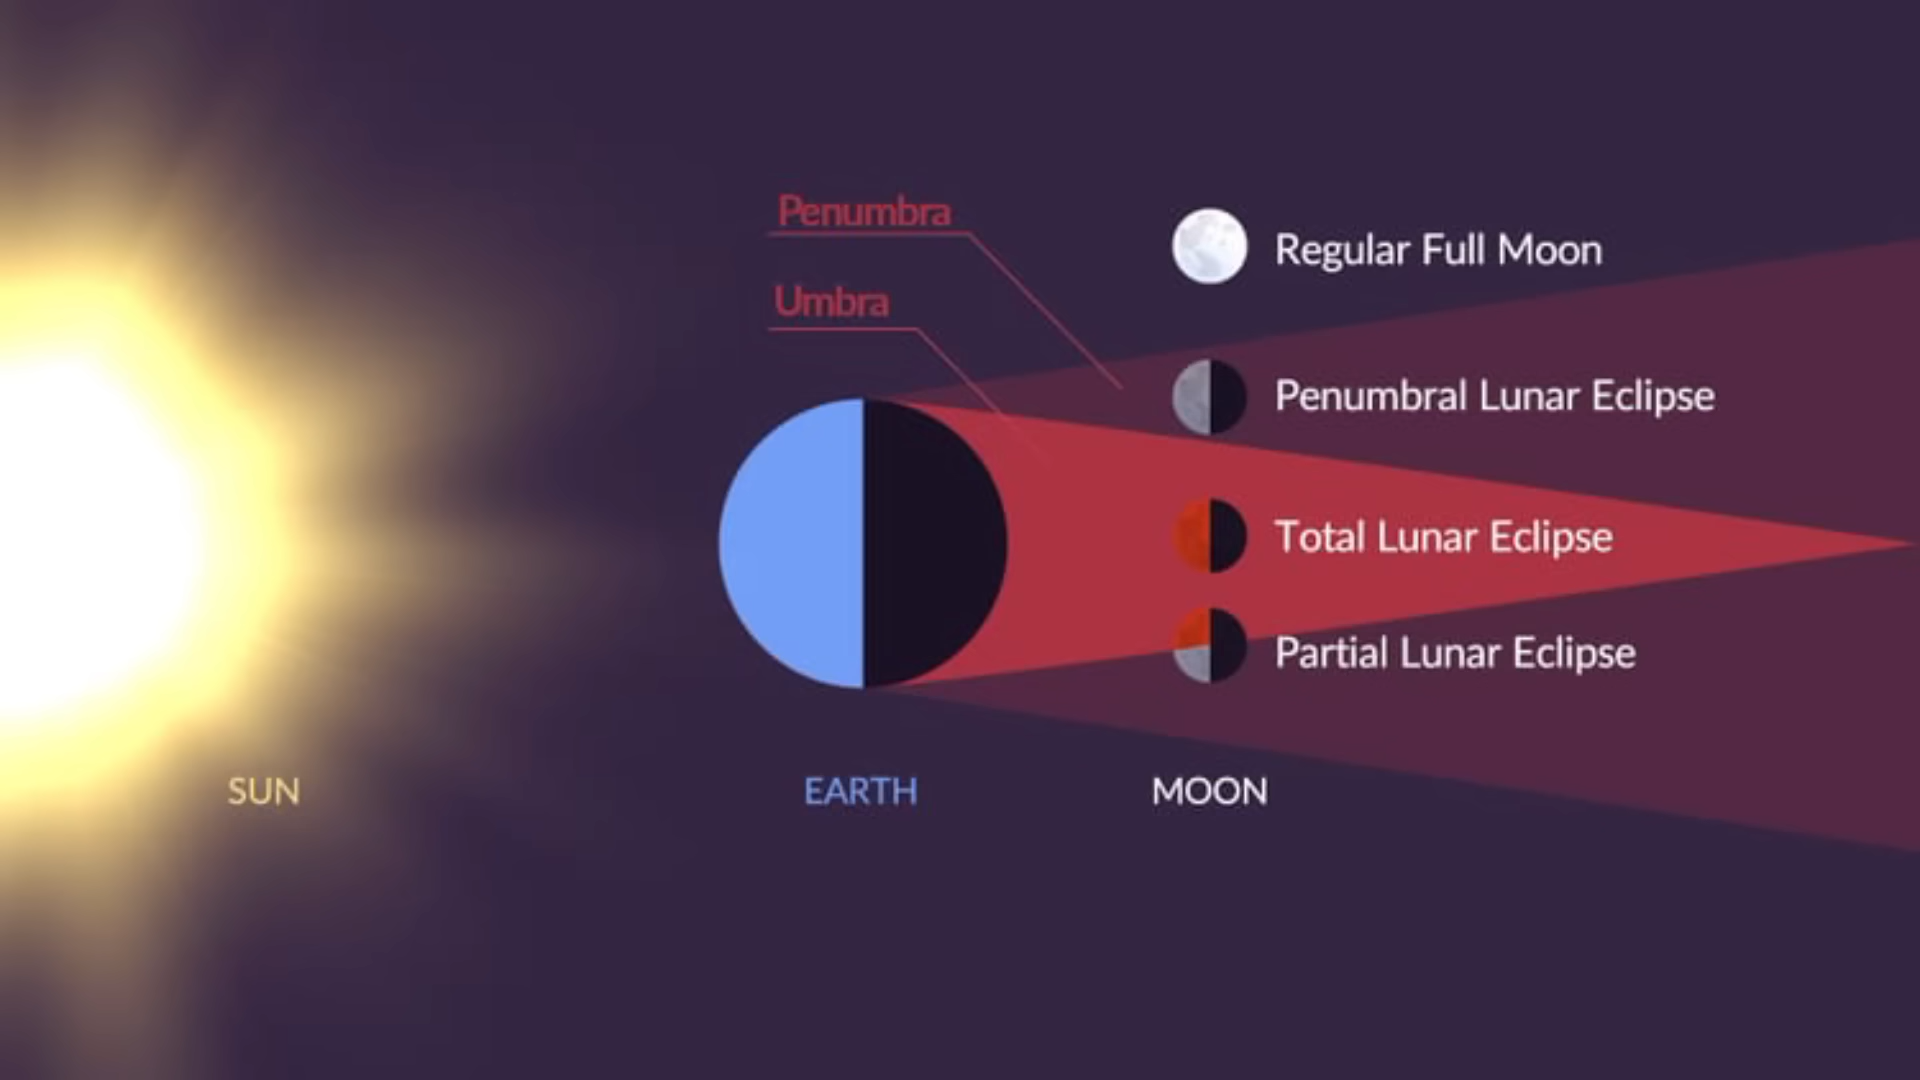 Penumbra
Umbra
Regular Full Moon
Penumbral Lunar Eclipse
Total Lunar Eclipse
Partial Lunar Eclipse
SUN
EARTH
MOON